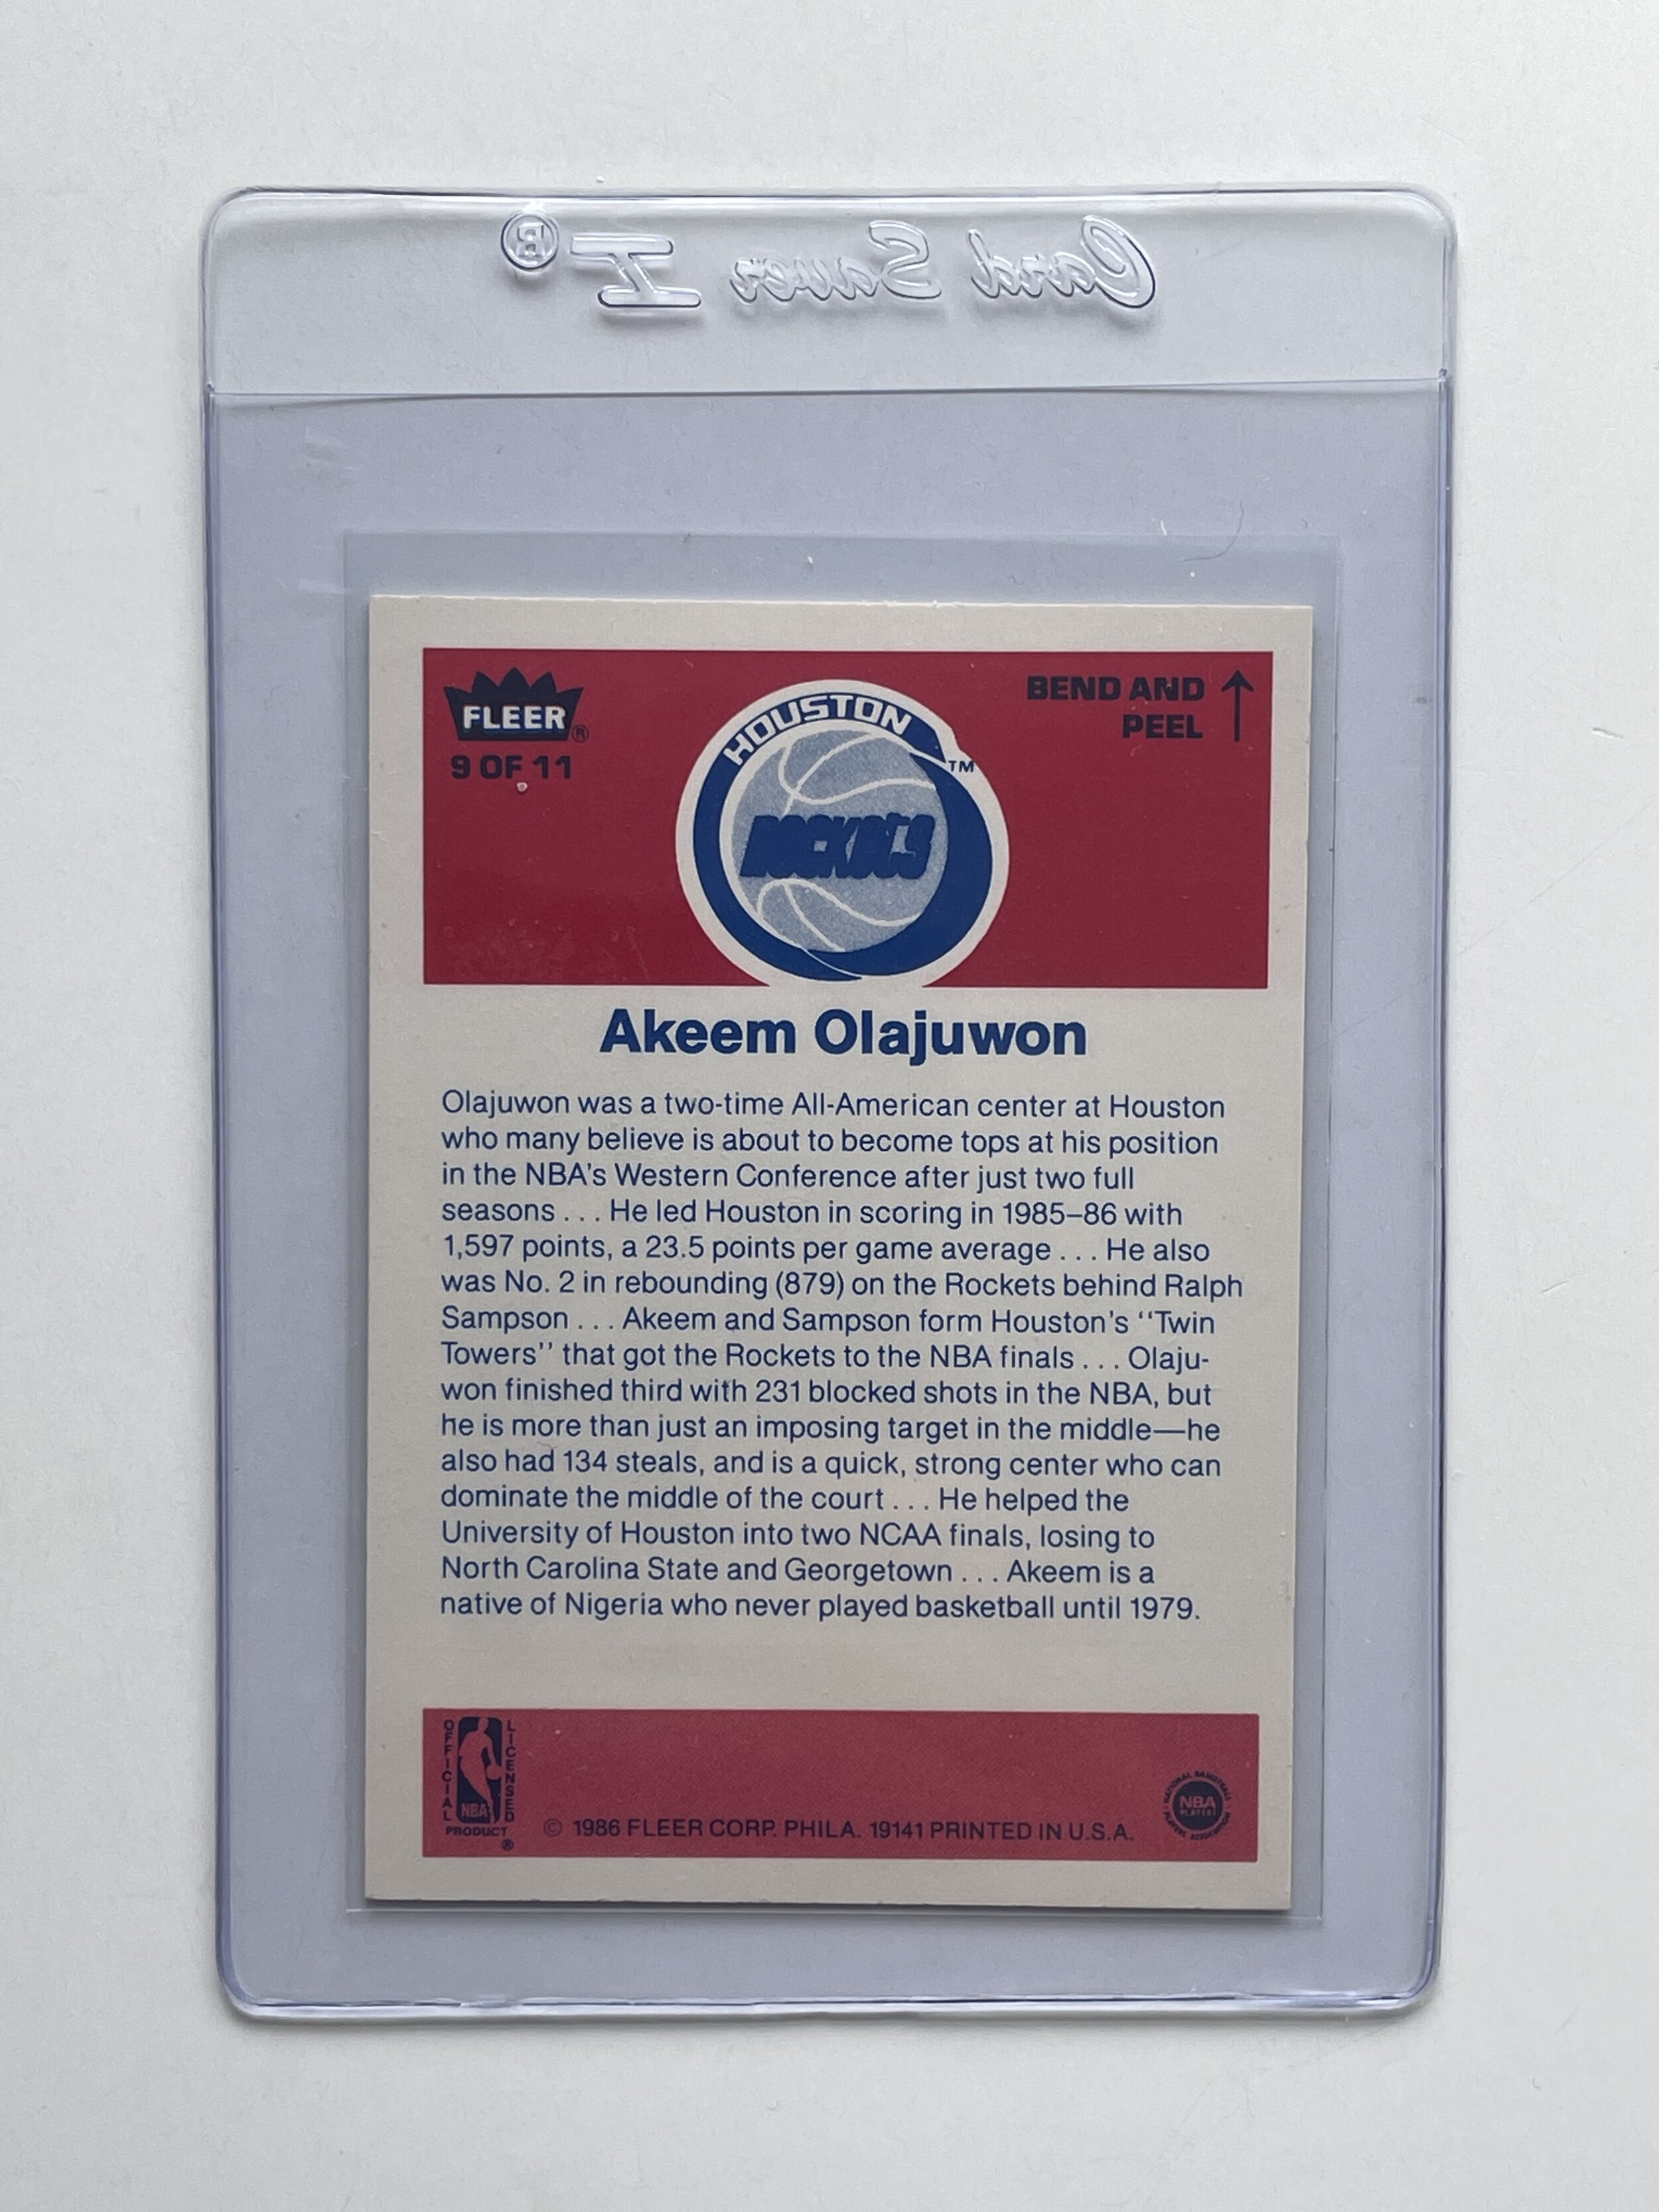 Card Saver I®
FLEER®
9 OF 11
BEND AND
PEEL
HOUSTON
ROCKETS
TM
Akeem Olajuwon
Olajuwon was a two-time All-American center at Houston
who many believe is about to become tops at his position
in the NBA's Western Conference after just two full
seasons . . . He led Houston in scoring in 1985–86 with
1,597 points, a 23.5 points per game average . . . He also
was No. 2 in rebounding (879) on the Rockets behind Ralph
Sampson . . . Akeem and Sampson form Houston's ‘‘Twin
Towers’’ that got the Rockets to the NBA finals . . . Olaju-
won finished third with 231 blocked shots in the NBA, but
he is more than just an imposing target in the middle—he
also had 134 steals, and is a quick, strong center who can
dominate the middle of the court . . . He helped the
University of Houston into two NCAA finals, losing to
North Carolina State and Georgetown . . . Akeem is a
native of Nigeria who never played basketball until 1979.
OFFICIAL
LICENSED
NBA
PRODUCT
®
© 1986 FLEER CORP. PHILA. 19141 PRINTED IN U.S.A.
NATIONAL BASKETBALL
NBA
PLAYERS
PLAYERS ASSOCIATION